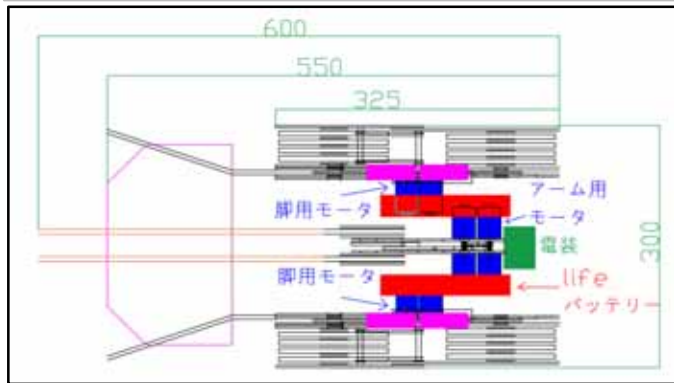 600
550
325
アーム用
モータ
脚用モータ
300
電装
脚用モータ
life
バッテリー